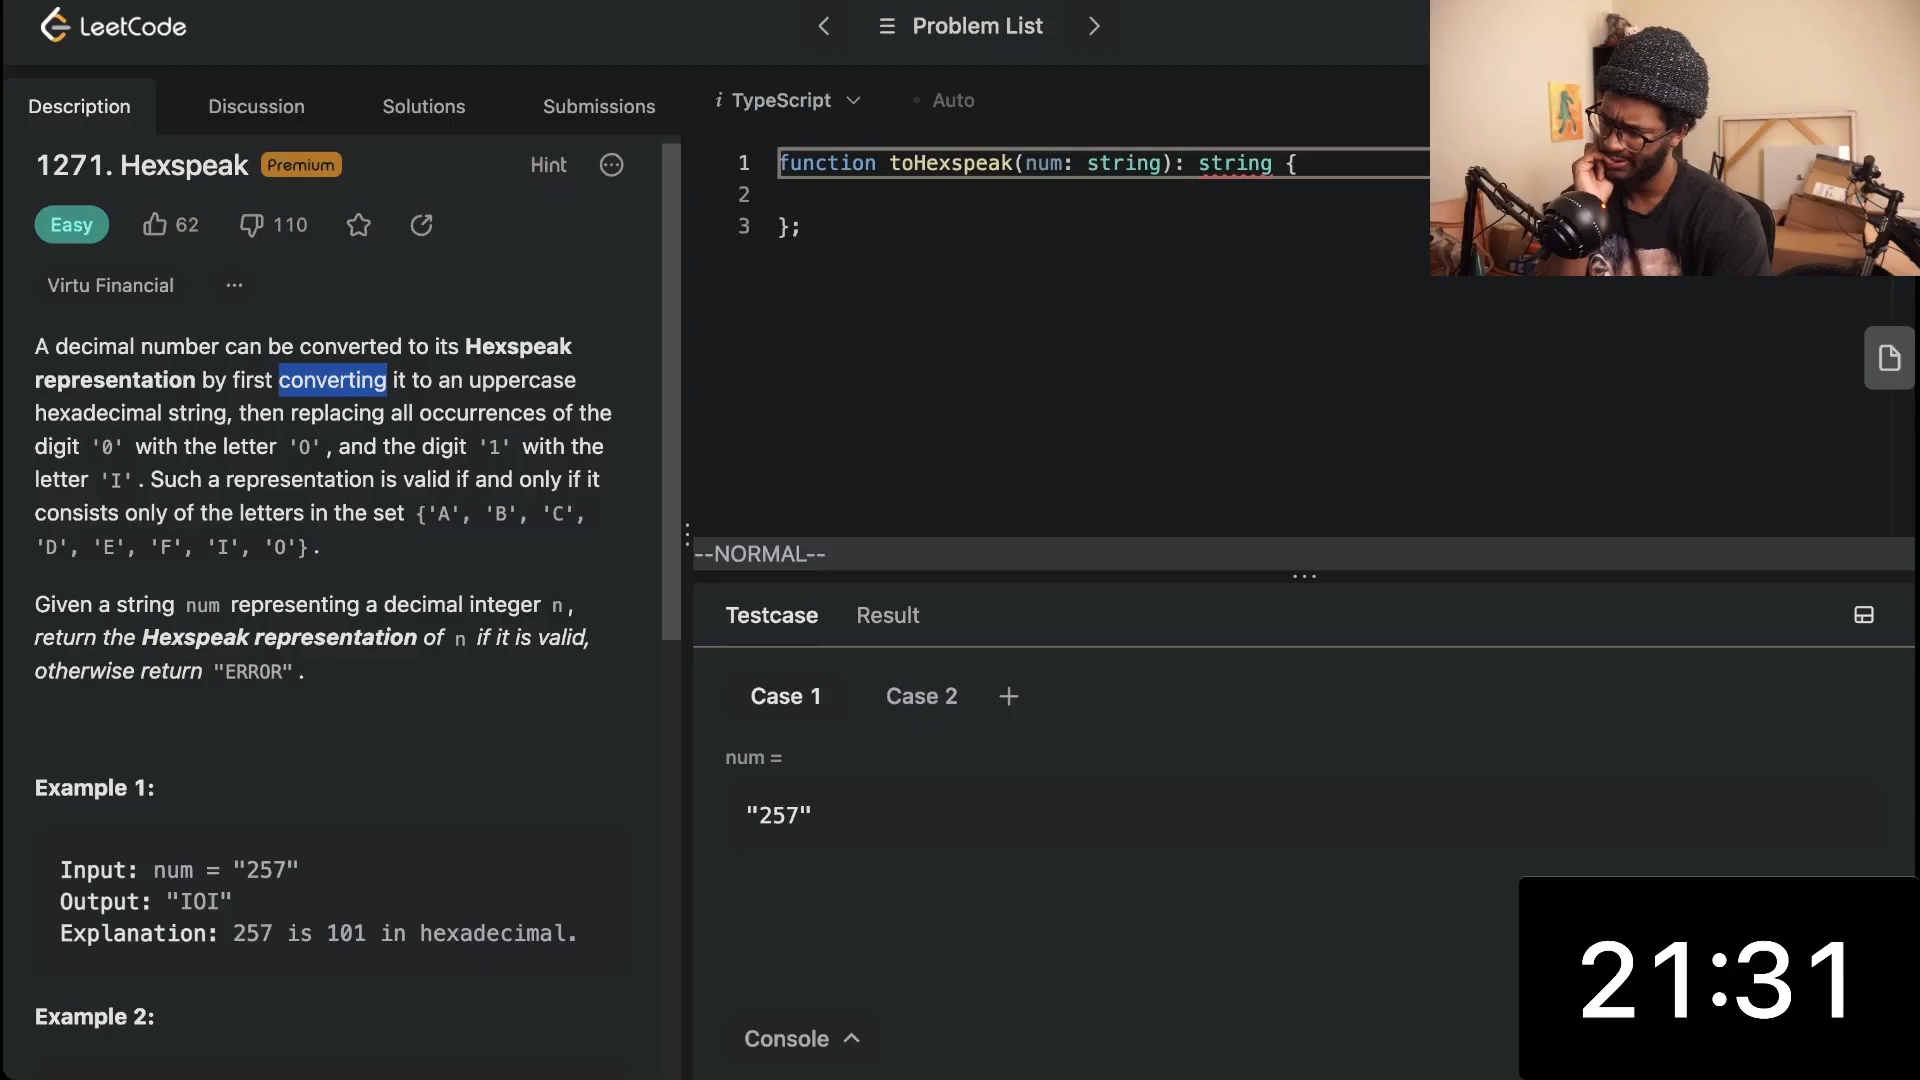 LeetCode
Problem List
Description
Discussion
Solutions
Submissions
1271. Hexspeak
Premium
Hint
Easy
62
110
Virtu Financial
...
A decimal number can be converted to its Hexspeak
representation by first converting it to an uppercase
hexadecimal string, then replacing all occurrences of the
digit '0' with the letter 'O', and the digit '1' with the
letter 'I'. Such a representation is valid if and only if it
consists only of the letters in the set {'A', 'B', 'C',
'D', 'E', 'F', 'I', 'O'}.
Given a string num representing a decimal integer n,
return the Hexspeak representation of n if it is valid,
otherwise return "ERROR".
Example 1:
Input: num = "257"
Output: "IOI"
Explanation: 257 is 101 in hexadecimal.
Example 2:
i TypeScript
Auto
1 function toHexspeak(num: string): string {
2
3 };
--NORMAL--
Testcase
Result
Case 1
Case 2
+
num =
"257"
Console
21:31